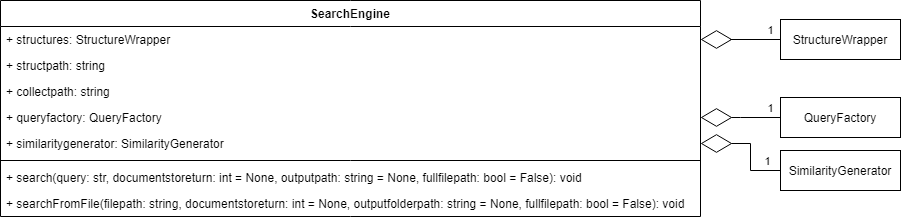 SearchEngine
+ structures: StructureWrapper
+ structpath: string
+ collectpath: string
+ queryfactory: QueryFactory
+ similaritygenerator: SimilarityGenerator
+ search(query: str, documentstoreturn: int = None, outputpath: string = None, fullfilepath: bool = False): void
+ searchFromFile(filepath: string, documentstoreturn: int = None, outputfolderpath: string = None, fullfilepath: bool = False): void
1
StructureWrapper
1
QueryFactory
1
SimilarityGenerator